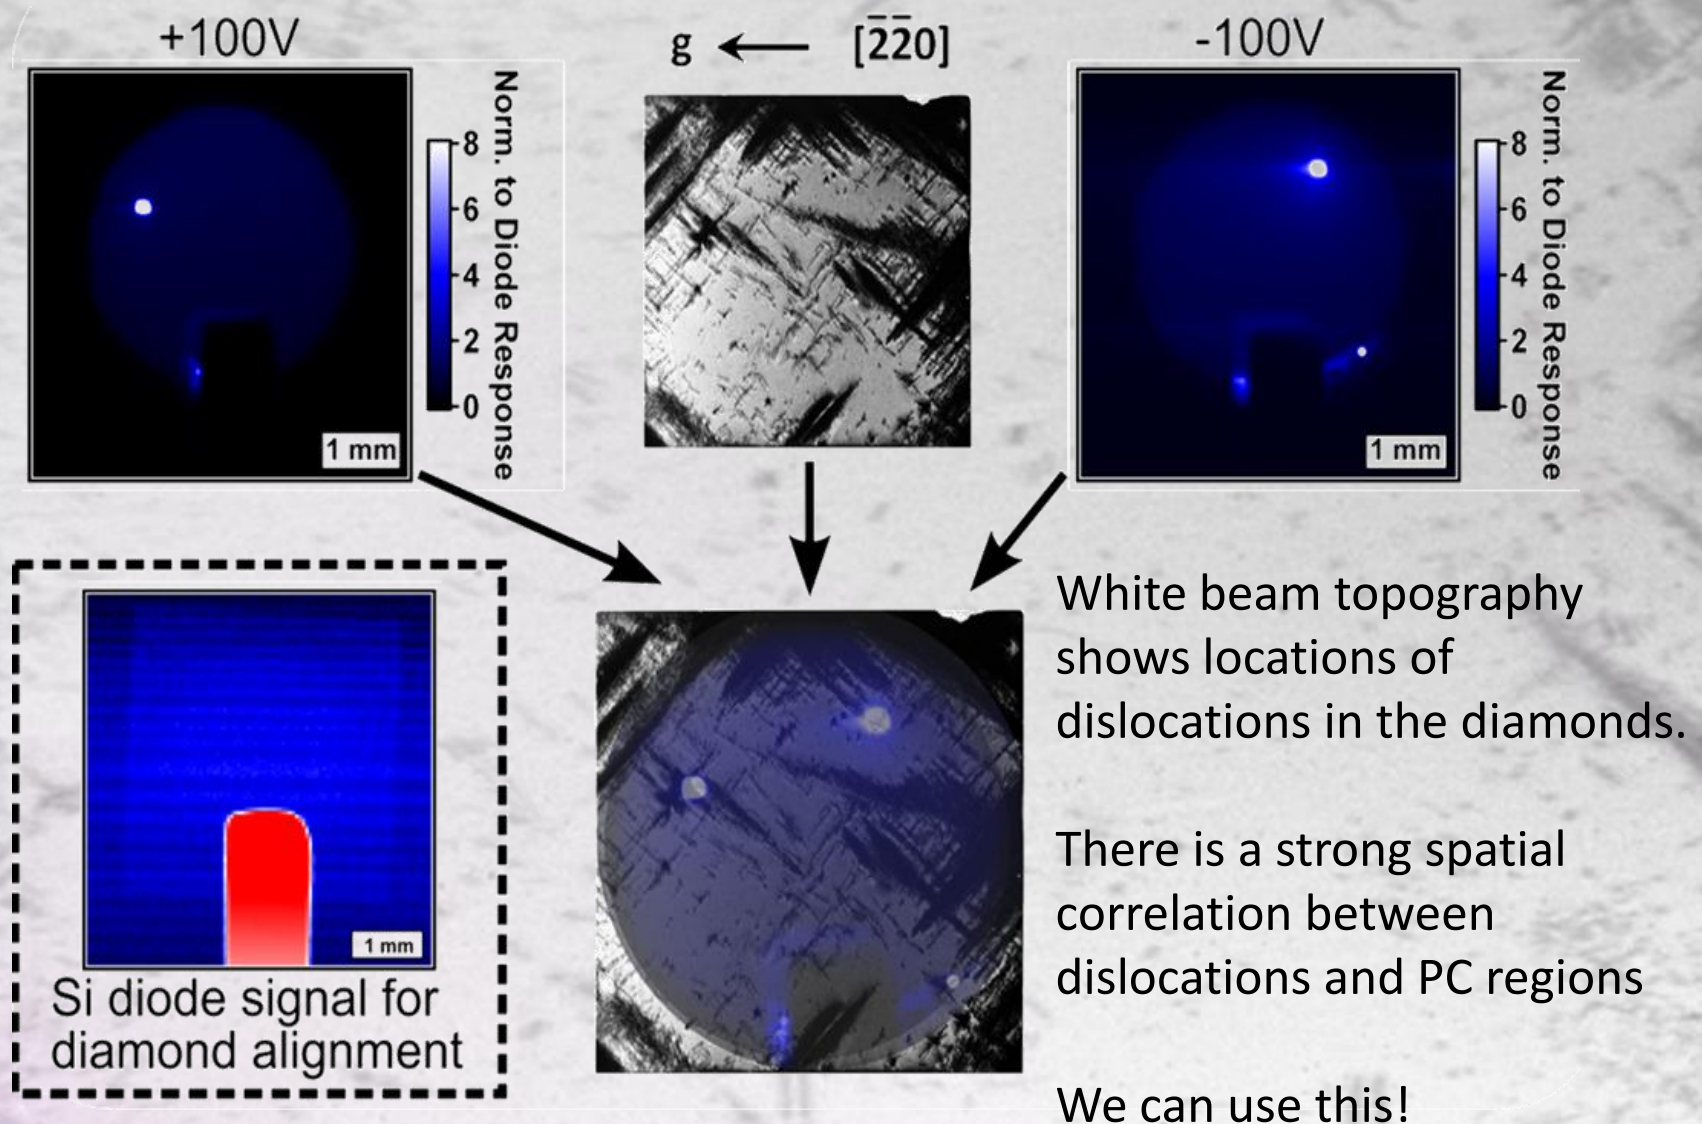 +100V
8
6
4
2
0
Norm. to Diode Response
1 mm
g
[2̅2̅0]
-100V
8
6
4
2
0
Norm. to Diode Response
1 mm
1 mm
Si diode signal for
diamond alignment
White beam topography
shows locations of
dislocations in the diamonds.
There is a strong spatial
correlation between
dislocations and PC regions
We can use this!